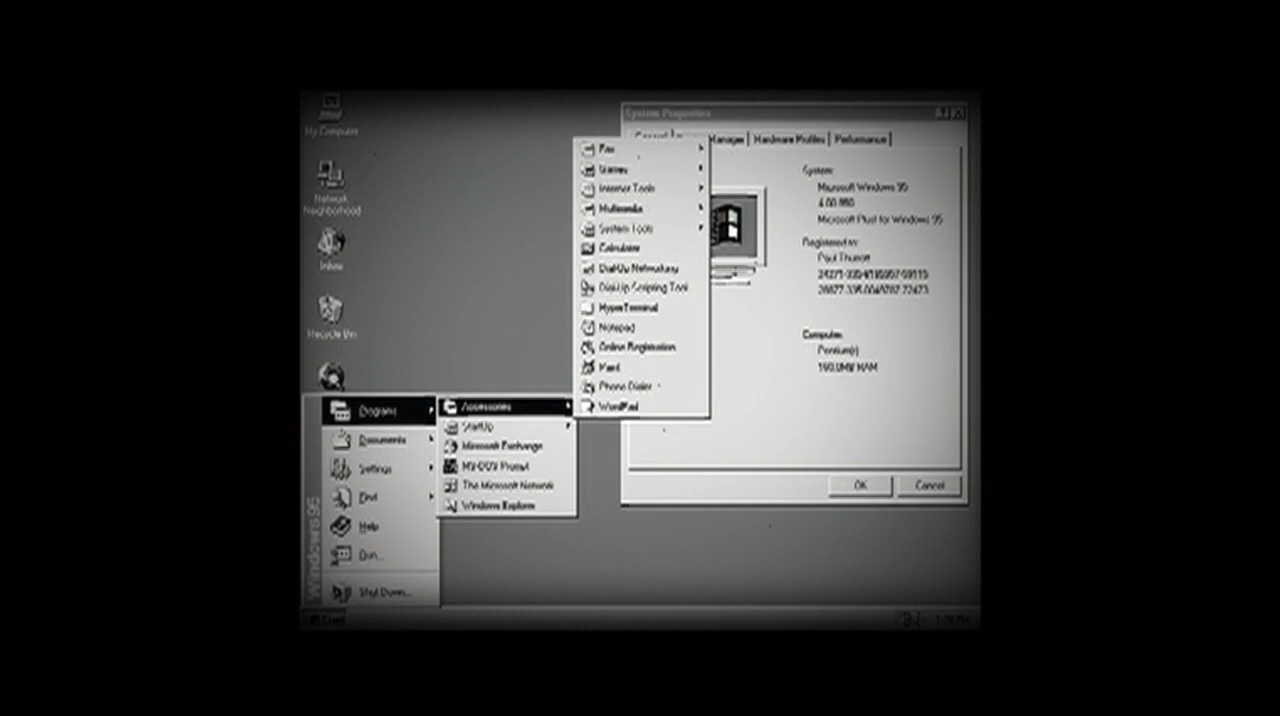 My Computer
Network
Neighborhood
Inbox
Recycle Bin
System Properties
Manager
Hardware Profiles
Performance
System:
Microsoft Windows 95
4.00.950
Microsoft Plus! for Windows 95
Registered to:
Paul Thurrott
Computer:
Pentium(r)
OK
Cancel
Fax
Games
Internet Tools
Multimedia
System Tools
Calculator
Dial-Up Networking
Dial-Up Scripting Tool
HyperTerminal
Notepad
Online Registration
Paint
Phone Dialer
WordPad
Accessories
StartUp
Microsoft Exchange
MS-DOS Prompt
The Microsoft Network
Windows Explorer
Programs
Documents
Settings
Find
Help
Run...
Shut Down...
Windows95
Start